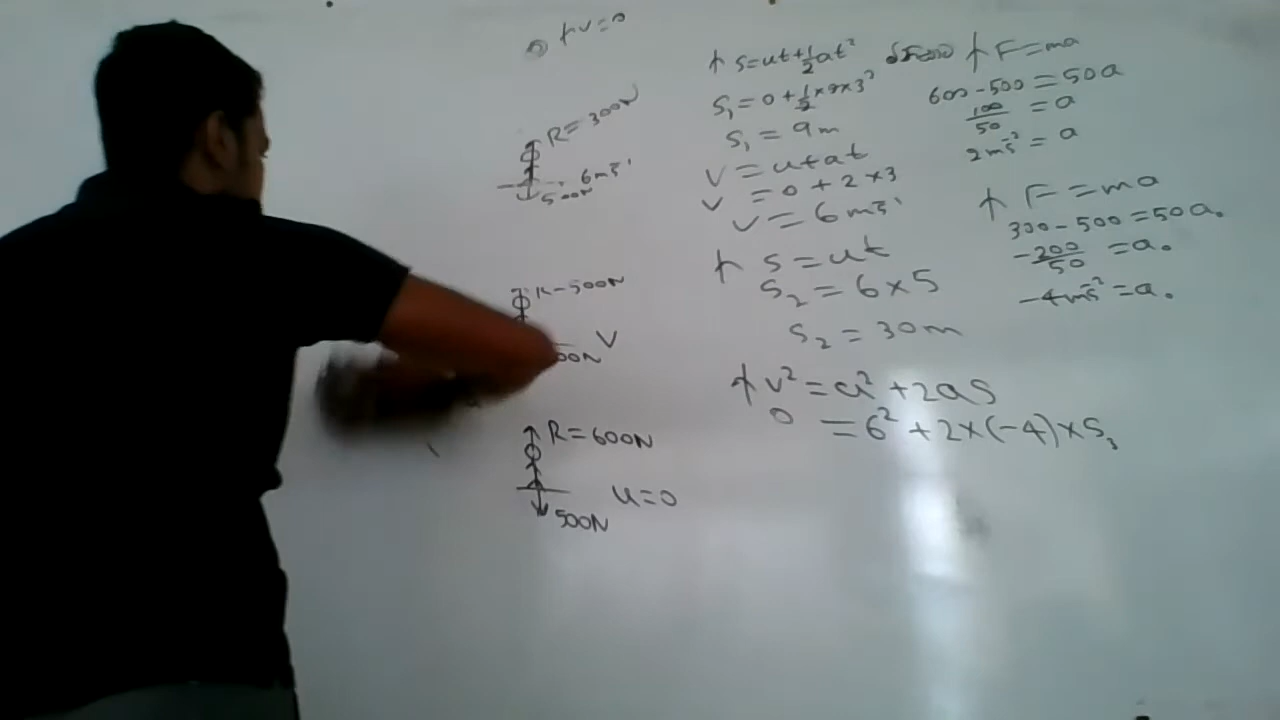 ↑ v=0
R=300N
6ms⁻¹
500N
R=500N
500N V
R=600N
u=0
500N
↑ s=ut+½at²
S₁=0+½×2×3²
S₁ = 9m
v=u+at
v = 0+2×3
v=6ms⁻¹
↑ s=ut
S₂=6×5
S₂=30m
↑ v²=u²+2as
0 =6²+2×(-4)×S₃
↑ F=ma
600-500=50a
100/50 =a
2ms⁻²=a
↑ F=ma
300-500=50a.
-200/50 =a.
-4ms⁻²=a.